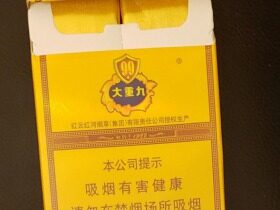 99
大重九
红云红河烟草(集团)有限责任公司授权生产
本公司提示
吸烟有害健康
请勿在禁烟场所吸烟